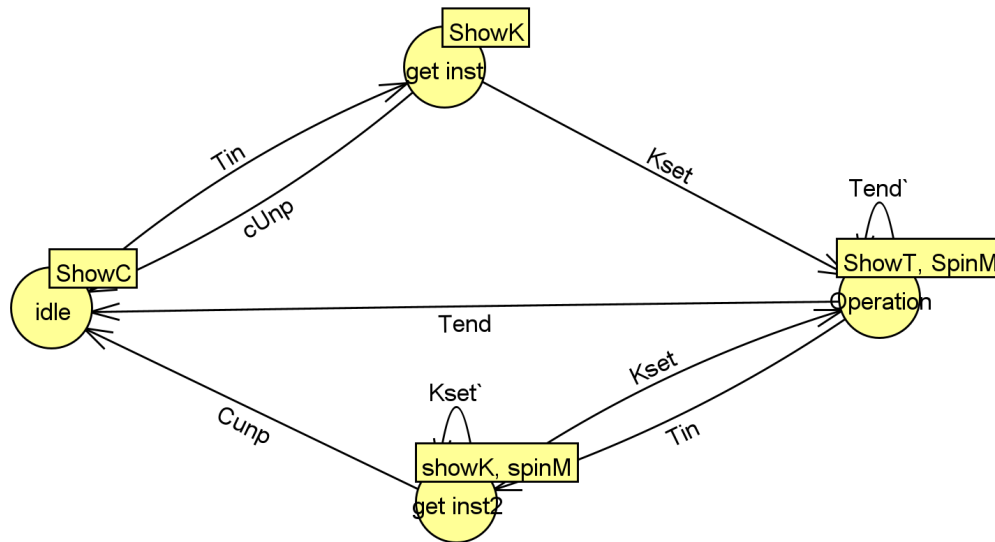 ShowK
get inst
Tin
cUnp
Kset
Tend`
ShowC
idle
ShowT, SpinM
Operation
Tend
Kset
Tin
Kset`
Cunp
showK, spinM
get inst2